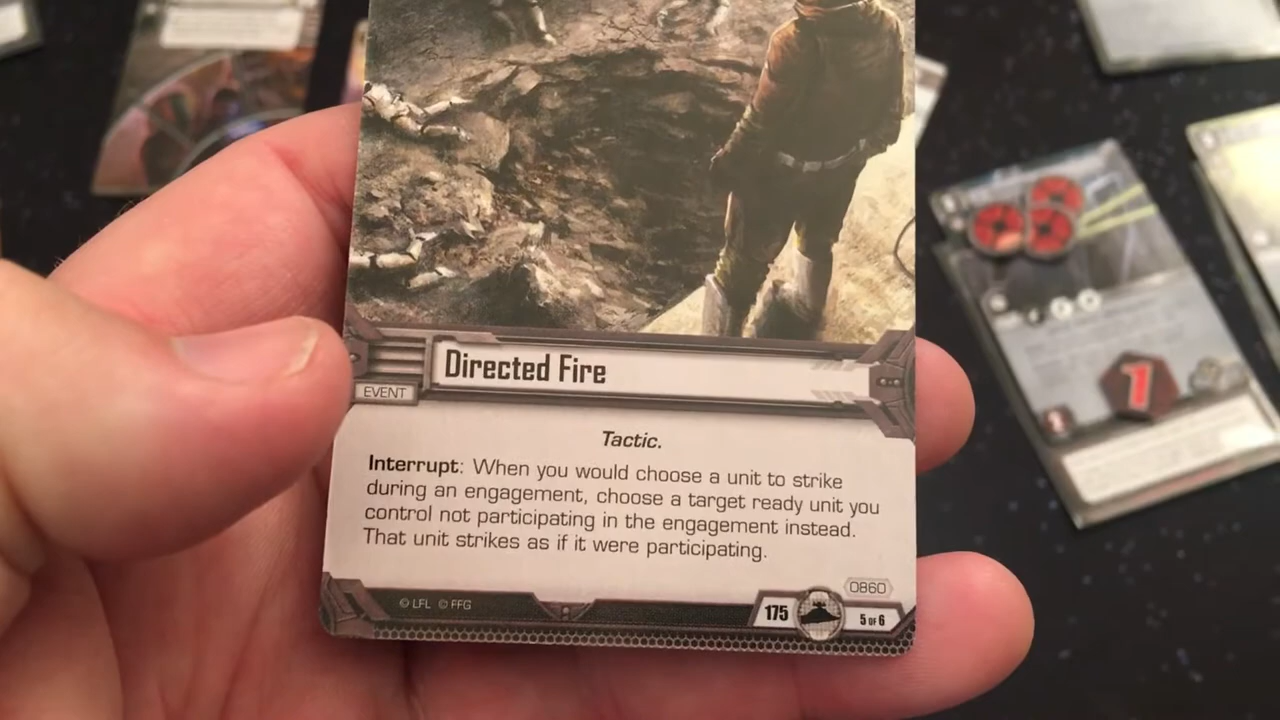 Directed Fire
EVENT
Tactic.
Interrupt: When you would choose a unit to strike
during an engagement, choose a target ready unit you
control not participating in the engagement instead.
That unit strikes as if it were participating.
0860
© LFL © FFG
175
5 OF 6
1